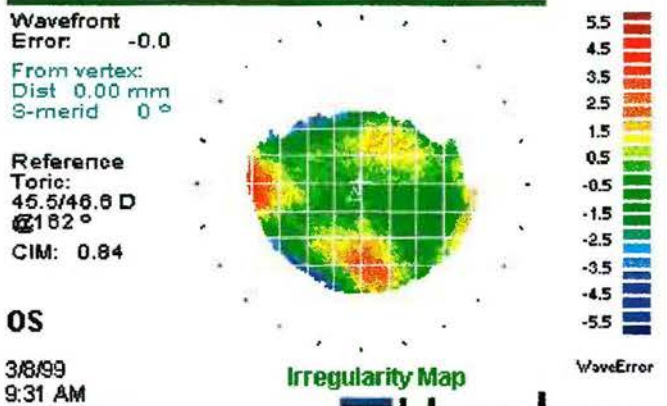 Wavefront
Error: -0.0
From vertex:
Dist 0.00 mm
S-merid 0 °
Reference
Toric:
45.5/46.6 D
@162 °
CIM: 0.84
OS
3/8/99
9:31 AM
Irregularity Map
5.5
4.5
3.5
2.5
1.5
0.5
-0.5
-1.5
-2.5
-3.5
-4.5
-5.5
WaveError